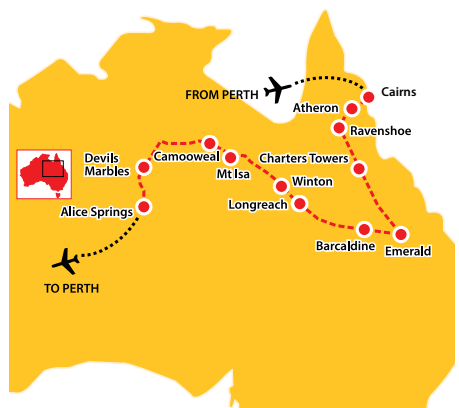 Cairns
FROM PERTH
Atheron
Ravenshoe
Devils
Marbles
Camooweal
Charters Towers
Mt Isa
Winton
Alice Springs
Longreach
Barcaldine
Emerald
TO PERTH